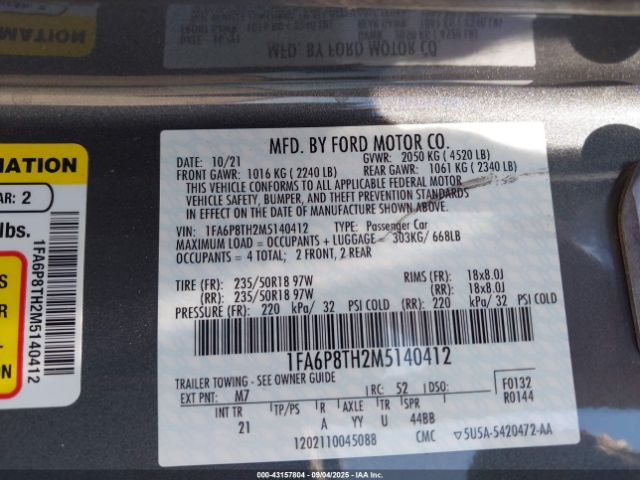 MFD. BY FORD MOTOR CO.
MATION
AR: 2
lbs.
1FA6P8TH2M5140412
MFD. BY FORD MOTOR CO.
DATE: 10/21 GVWR: 2050 KG (4520 LB)
FRONT GAWR: 1016 KG (2240 LB) REAR GAWR: 1061 KG (2340 LB)
THIS VEHICLE CONFORMS TO ALL APPLICABLE FEDERAL MOTOR
VEHICLE SAFETY, BUMPER, AND THEFT PREVENTION STANDARDS
IN EFFECT ON THE DATE OF MANUFACTURE SHOWN ABOVE.
VIN: 1FA6P8TH2M5140412 TYPE: Passenger Car
MAXIMUM LOAD = OCCUPANTS + LUGGAGE = 303KG/ 668LB
OCCUPANTS = 4 TOTAL; 2 FRONT, 2 REAR
TIRE (FR): 235/50R18 97W RIMS (FR): 18x8.0J
(RR): 235/50R18 97W (RR): 18x8.0J
PRESSURE (FR): 220 kPa/ 32 PSI COLD (RR): 220 kPa/ 32 PSI COLD
1FA6P8TH2M5140412
TRAILER TOWING - SEE OWNER GUIDE
EXT PNT: M7 RC: 52 DSO: F0132
INT TR TP/PS R AXLE TR SPR R0144
21 A YY U 44BB
1202110045088 CMC 5U5A-5420472-AA
09-43157804 | 09/04/2025 | IAAI.com